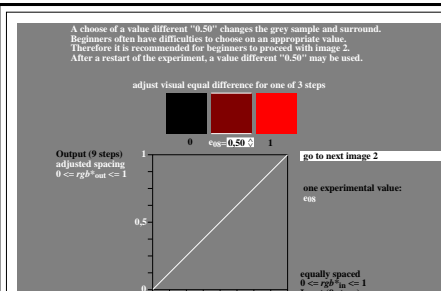 A choose of a value different "0.50" changes the grey sample and surround.
Beginners often have difficulties to choose on an appropriate value.
Therefore it is recommended for beginners to proceed with image 2.
After a restart of the experiment, a value different "0.50" may be used.
adjust visual equal difference for one of 3 steps
0 e0S=0.50 1
Output (9 steps)
adjusted spacing
0 <= rgb*out <= 1
1
go to next image 2
one experimental value:
e0S
0,5
equally spaced
0 <= rgb*in <= 1
0